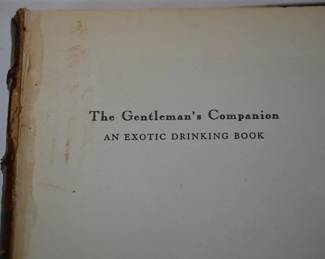 The Gentleman's Companion
AN EXOTIC DRINKING BOOK